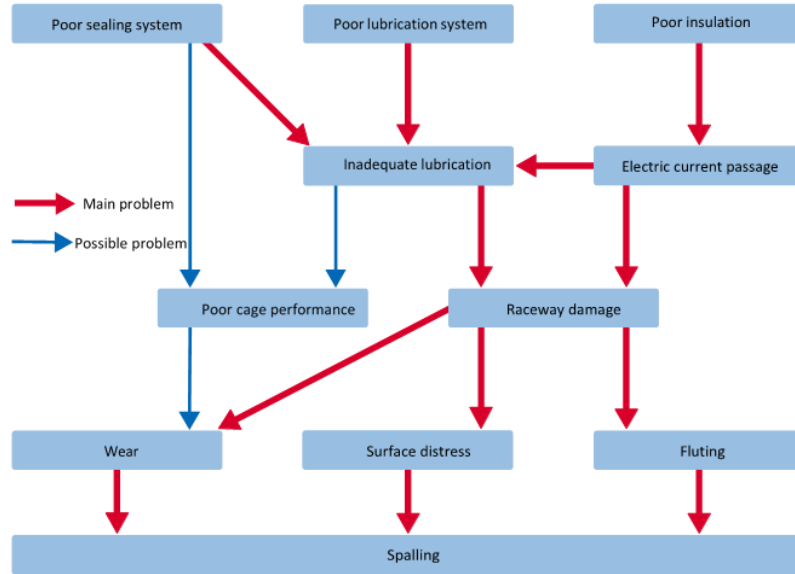 Poor sealing system
Poor lubrication system
Poor insulation
Inadequate lubrication
Electric current passage
Main problem
Possible problem
Poor cage performance
Raceway damage
Wear
Surface distress
Fluting
Spalling